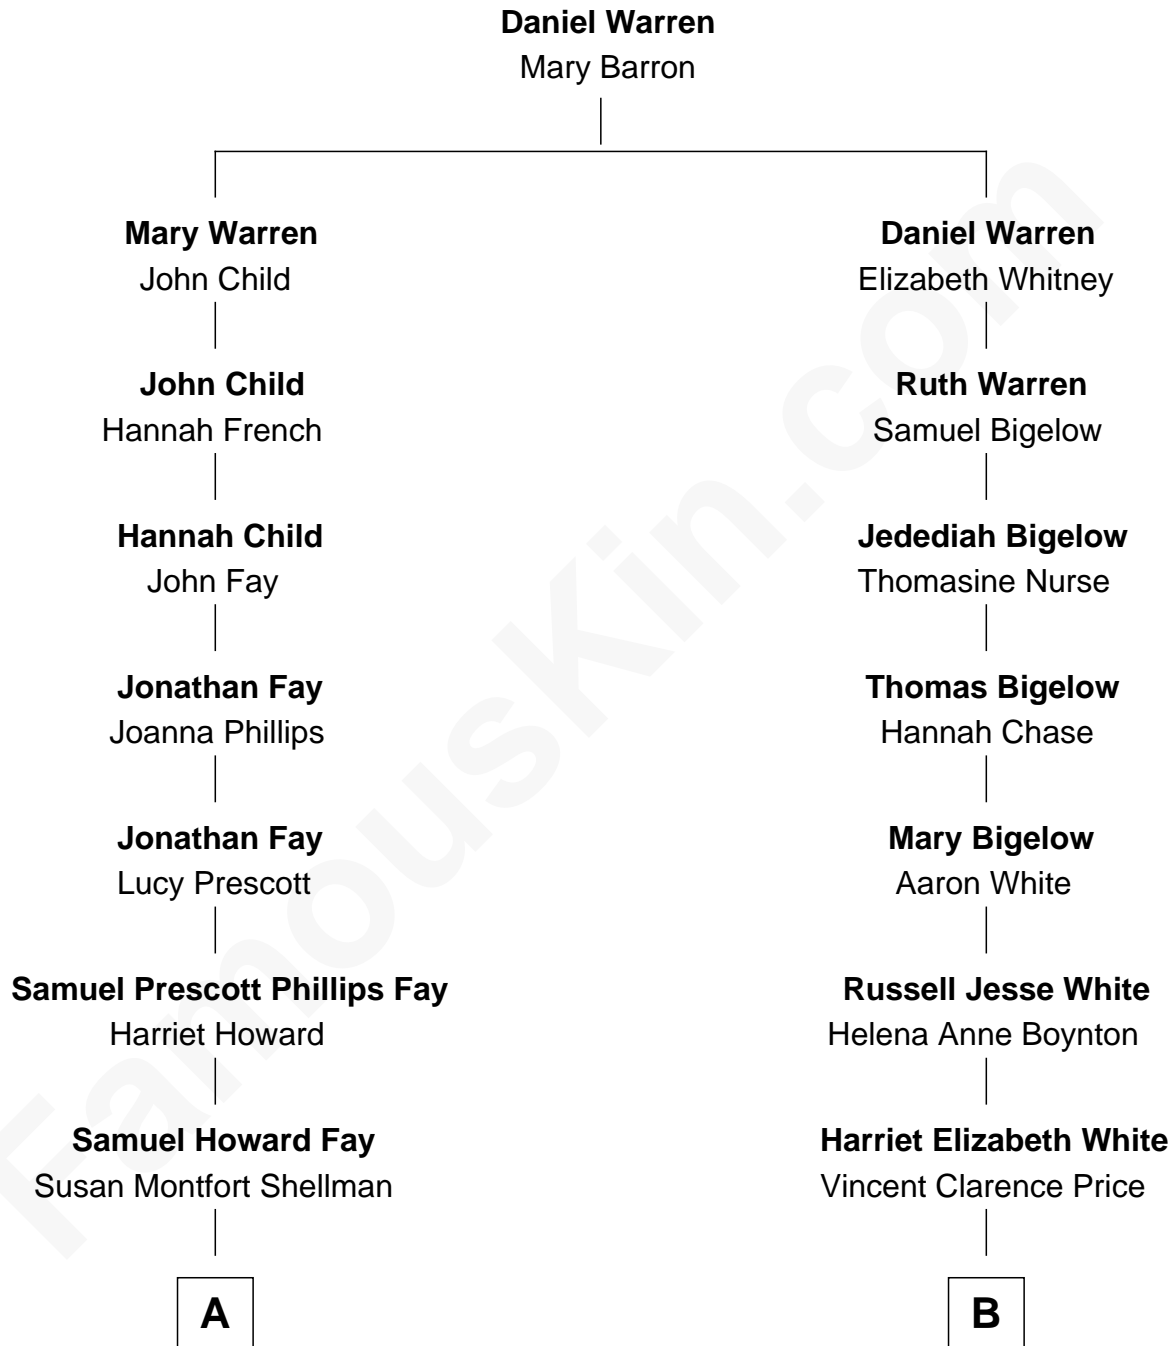 Daniel Warren
Mary Barron
Mary Warren
John Child
Daniel Warren
Elizabeth Whitney
John Child
Hannah French
Ruth Warren
Samuel Bigelow
Hannah Child
John Fay
Jedediah Bigelow
Thomasine Nurse
Jonathan Fay
Joanna Phillips
Thomas Bigelow
Hannah Chase
Jonathan Fay
Lucy Prescott
Mary Bigelow
Aaron White
Samuel Prescott Phillips Fay
Harriet Howard
Russell Jesse White
Helena Anne Boynton
Samuel Howard Fay
Susan Montfort Shellman
Harriet Elizabeth White
Vincent Clarence Price
A
B
FamousKin.com